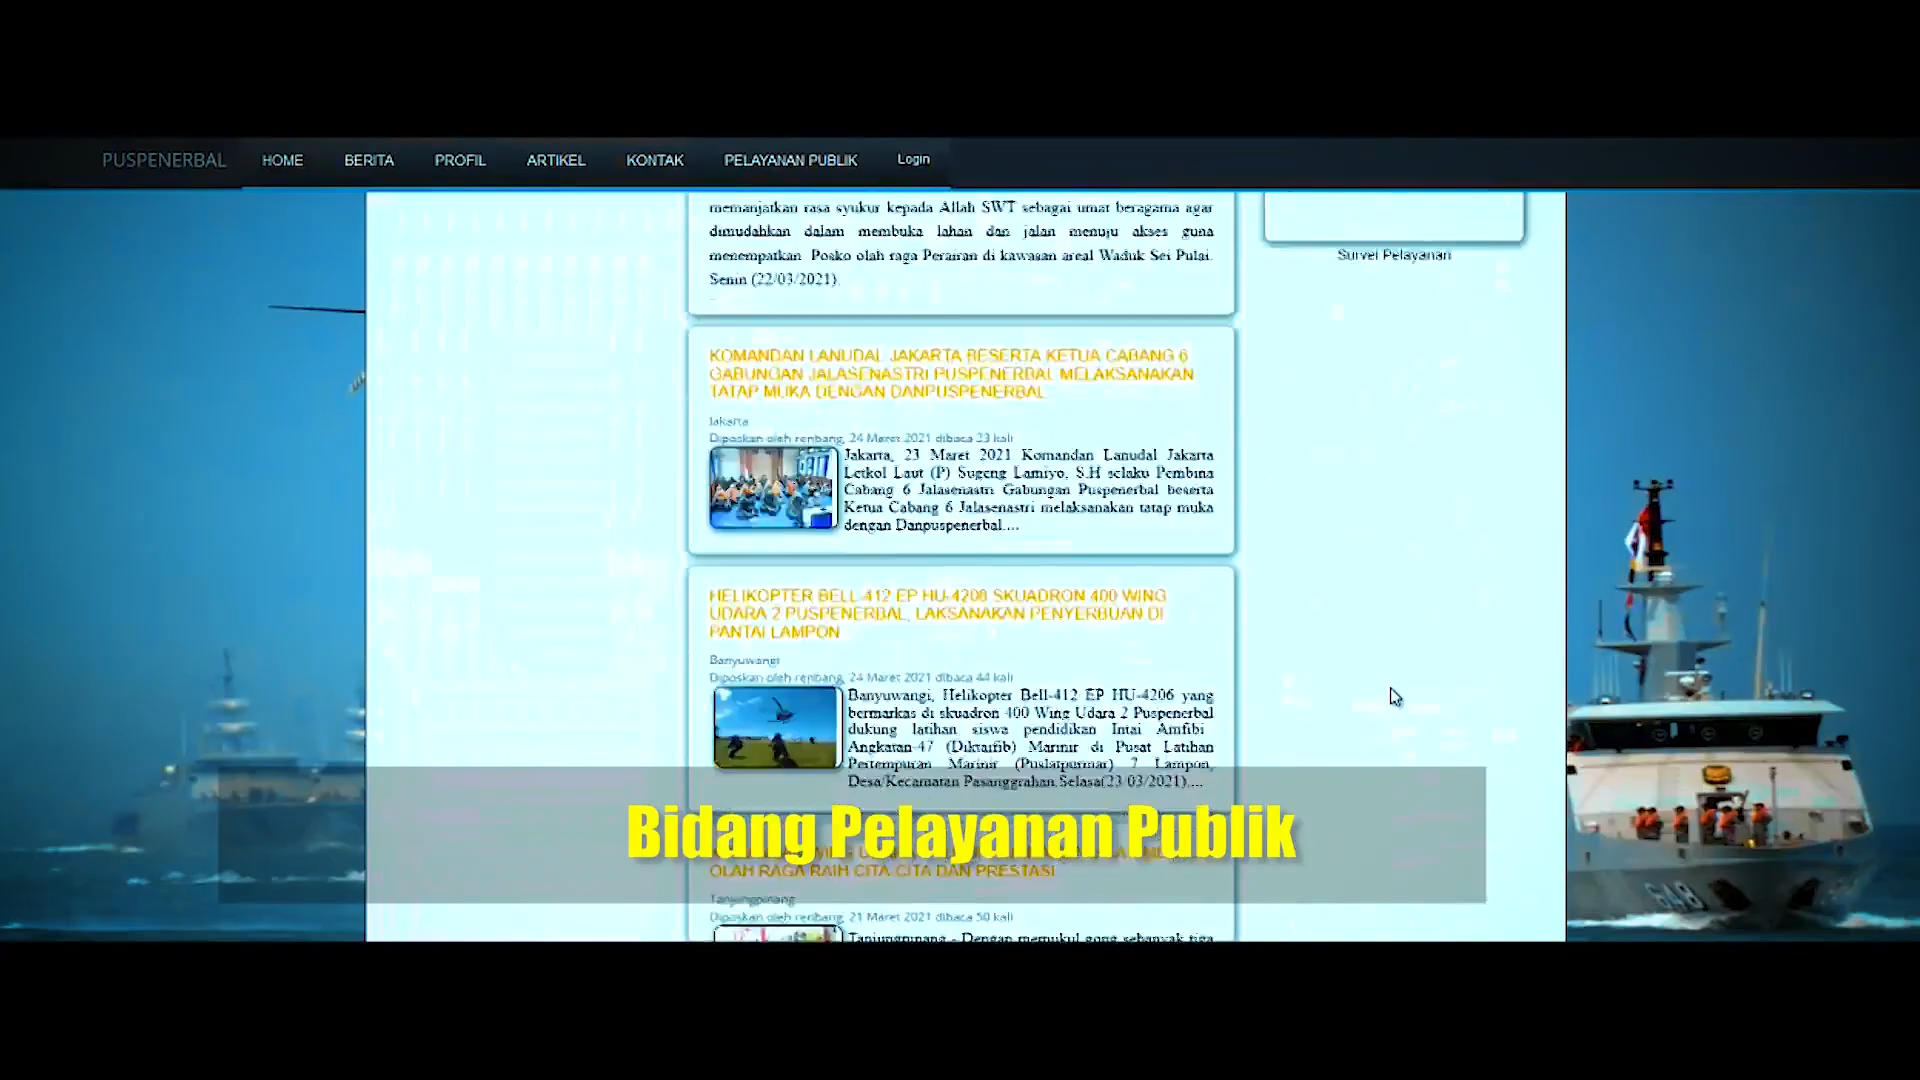 PUSPENERBAL HOME BERITA PROFIL ARTIKEL KONTAK PELAYANAN PUBLIK Login
memanjatkan rasa syukur kepada Allah SWT sebagai umat beragama agar
dimudahkan dalam membuka lahan dan jalan menuju akses guna
menempatkan Posko olah raga Perairan di kawasan areal Waduk Sei Pulai.
Senin (22/03/2021).
Survei Pelayanan
KOMANDAN LANUDAL JAKARTA BESERTA KETUA CABANG 6
GABUNGAN JALASENASTRI PUSPENERBAL MELAKSANAKAN
TATAP MUKA DENGAN DANPUSPENERBAL
Jakarta
Diposkan oleh renbang, 24 Maret 2021 dibaca 23 kali
Jakarta, 23 Maret 2021 Komandan Lanudal Jakarta
Letkol Laut (P) Sugeng Lamiyo, S.H selaku Pembina
Cabang 6 Jalasenastri Gabungan Puspenerbal beserta
Ketua Cabang 6 Jalasenastri melaksanakan tatap muka
dengan Danpuspenerbal....
HELIKOPTER BELL-412 EP HU-4208 SKUADRON 400 WING
UDARA 2 PUSPENERBAL, LAKSANAKAN PENYERBUAN DI
PANTAI LAMPON
Banyuwangi
Diposkan oleh renbang, 24 Maret 2021 dibaca 44 kali
Banyuwangi, Helikopter Bell-412 EP HU-4206 yang
bermarkas di skuadron 400 Wing Udara 2 Puspenerbal
dukung latihan siswa pendidikan Intai Amfibi
Angkatan-47 (Diktaifib) Marinir di Pusat Latihan
Pertempuran Marinir (Puslatpurmar) 7 Lampon,
Desa/Kecamatan Pasanggrahan.Selasa(23/03/2021)....
Bidang Pelayanan Publik
OLAH RAGA RAIH CITA CITA DAN PRESTASI
Tanjungpinang
Diposkan oleh renbang, 21 Maret 2021 dibaca 50 kali
Tanjungpinang - Dengan memukul gong sebanyak tiga
648